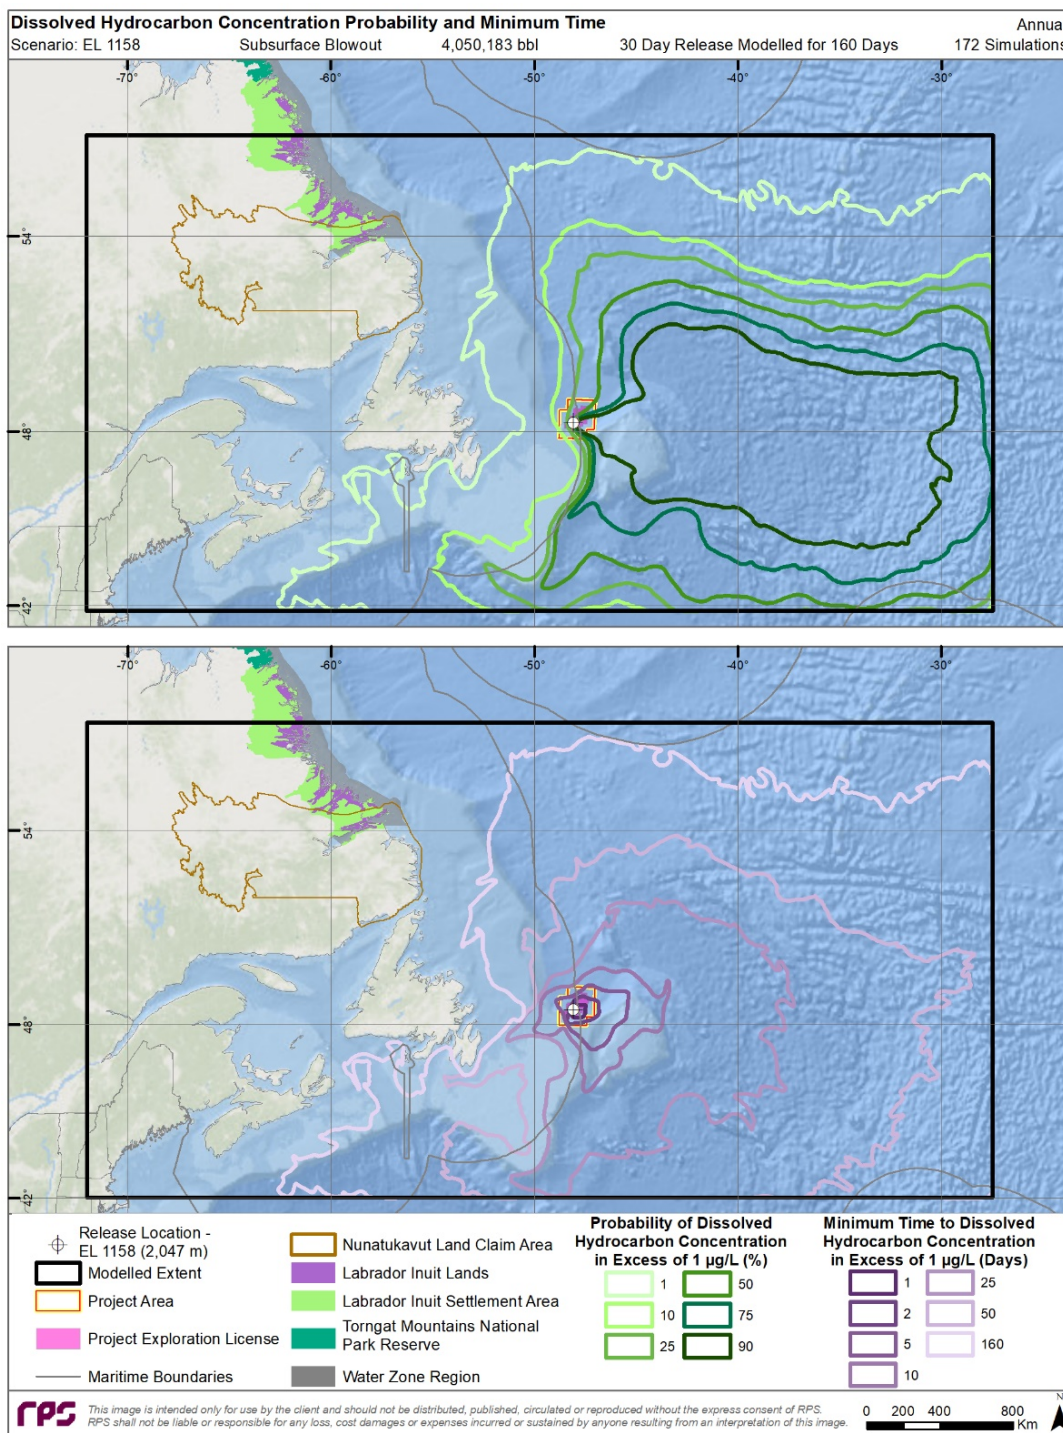 Dissolved Hydrocarbon Concentration Probability and Minimum Time
Annual
Scenario: EL 1158
Subsurface Blowout
4,050,183 bbl
30 Day Release Modelled for 160 Days
172 Simulations
-70°
-60°
-50°
-40°
-30°
54°
48°
42°
-70°
-60°
-50°
-40°
-30°
54°
48°
42°
Release Location -
EL 1158 (2,047 m)
Modelled Extent
Project Area
Project Exploration License
Maritime Boundaries
Nunatukavut Land Claim Area
Labrador Inuit Lands
Labrador Inuit Settlement Area
Torngat Mountains National
Park Reserve
Water Zone Region
Probability of Dissolved
Hydrocarbon Concentration
in Excess of 1 µg/L (%)
1
10
25
50
75
90
Minimum Time to Dissolved
Hydrocarbon Concentration
in Excess of 1 µg/L (Days)
1
2
5
10
25
50
160
rps
This image is intended only for use by the client and should not be distributed, published, circulated or reproduced without the express consent of RPS.
RPS shall not be liable or responsible for any loss, cost damages or expenses incurred or sustained by anyone resulting from an interpretation of this image.
0 200 400 800
Km
N